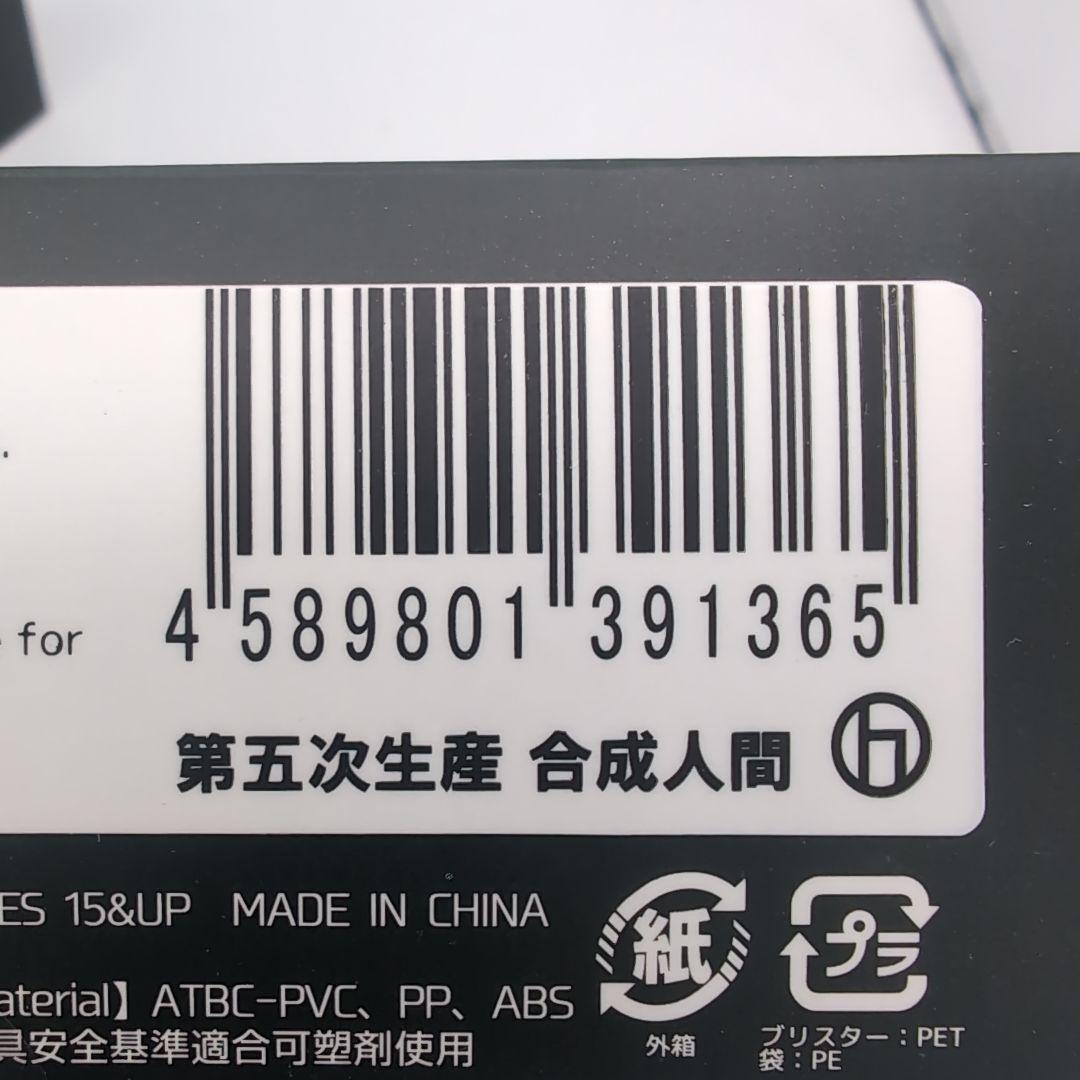 for
4 589801 391365
第五次生産 合成人間
ES 15&UP MADE IN CHINA
紙
プラ
aterial】ATBC-PVC、PP、ABS
具安全基準適合可塑剤使用
外箱
ブリスター：PET
袋：PE